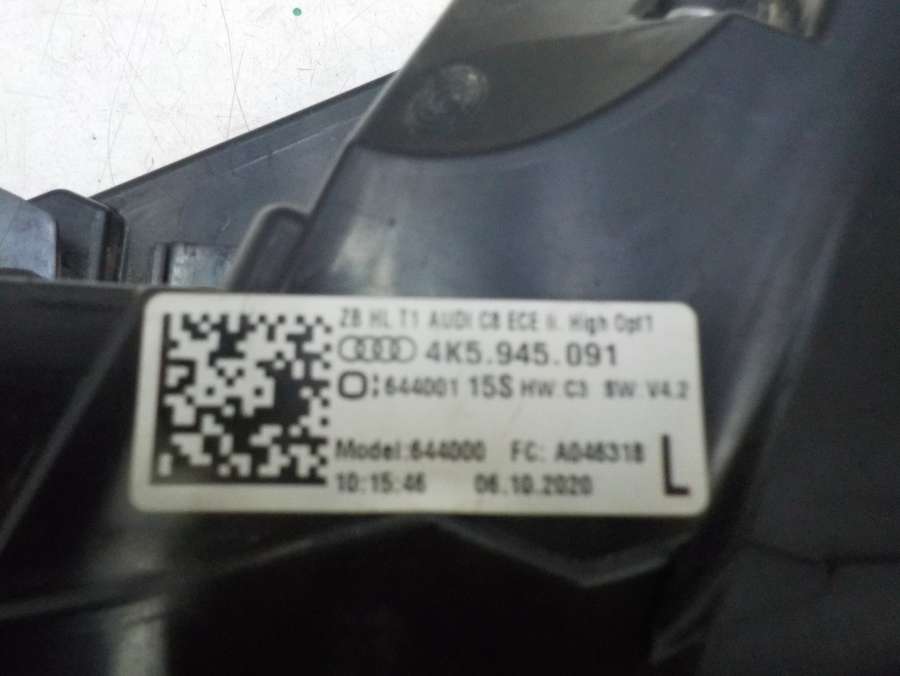 ZB HL T1 AUDI C8 ECE li. High Opt1
4K5.945.091
644001 15S HW: C3 SW: V4.2
Model:644000 FC: A046318
10:15:46 06.10.2020
L